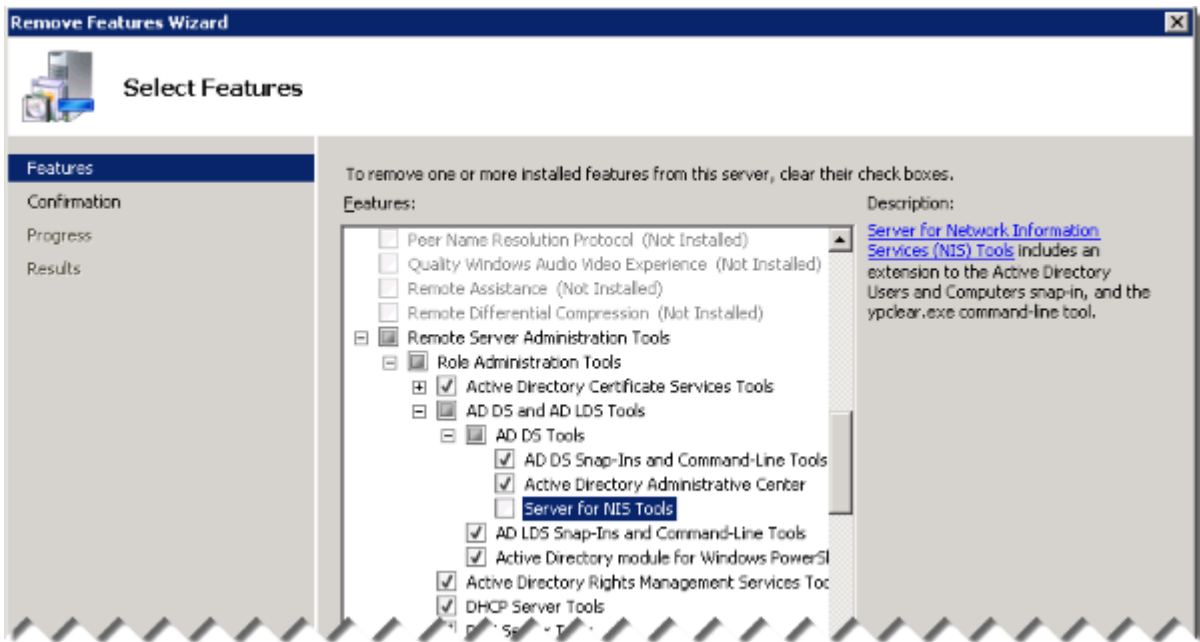 Remove Features Wizard
Select Features
Features
Confirmation
Progress
Results
To remove one or more installed features from this server, clear their check boxes.
Features:
Peer Name Resolution Protocol (Not Installed)
Quality Windows Audio Video Experience (Not Installed)
Remote Assistance (Not Installed)
Remote Differential Compression (Not Installed)
Remote Server Administration Tools
Role Administration Tools
Active Directory Certificate Services Tools
AD DS and AD LDS Tools
AD DS Tools
AD DS Snap-Ins and Command-Line Tools
Active Directory Administrative Center
Server for NIS Tools
AD LDS Snap-Ins and Command-Line Tools
Active Directory module for Windows PowerSl
Active Directory Rights Management Services Toc
DHCP Server Tools
Description:
Server for Network Information
Services (NIS) Tools includes an
extension to the Active Directory
Users and Computers snap-in, and the
ypclear.exe command-line tool.